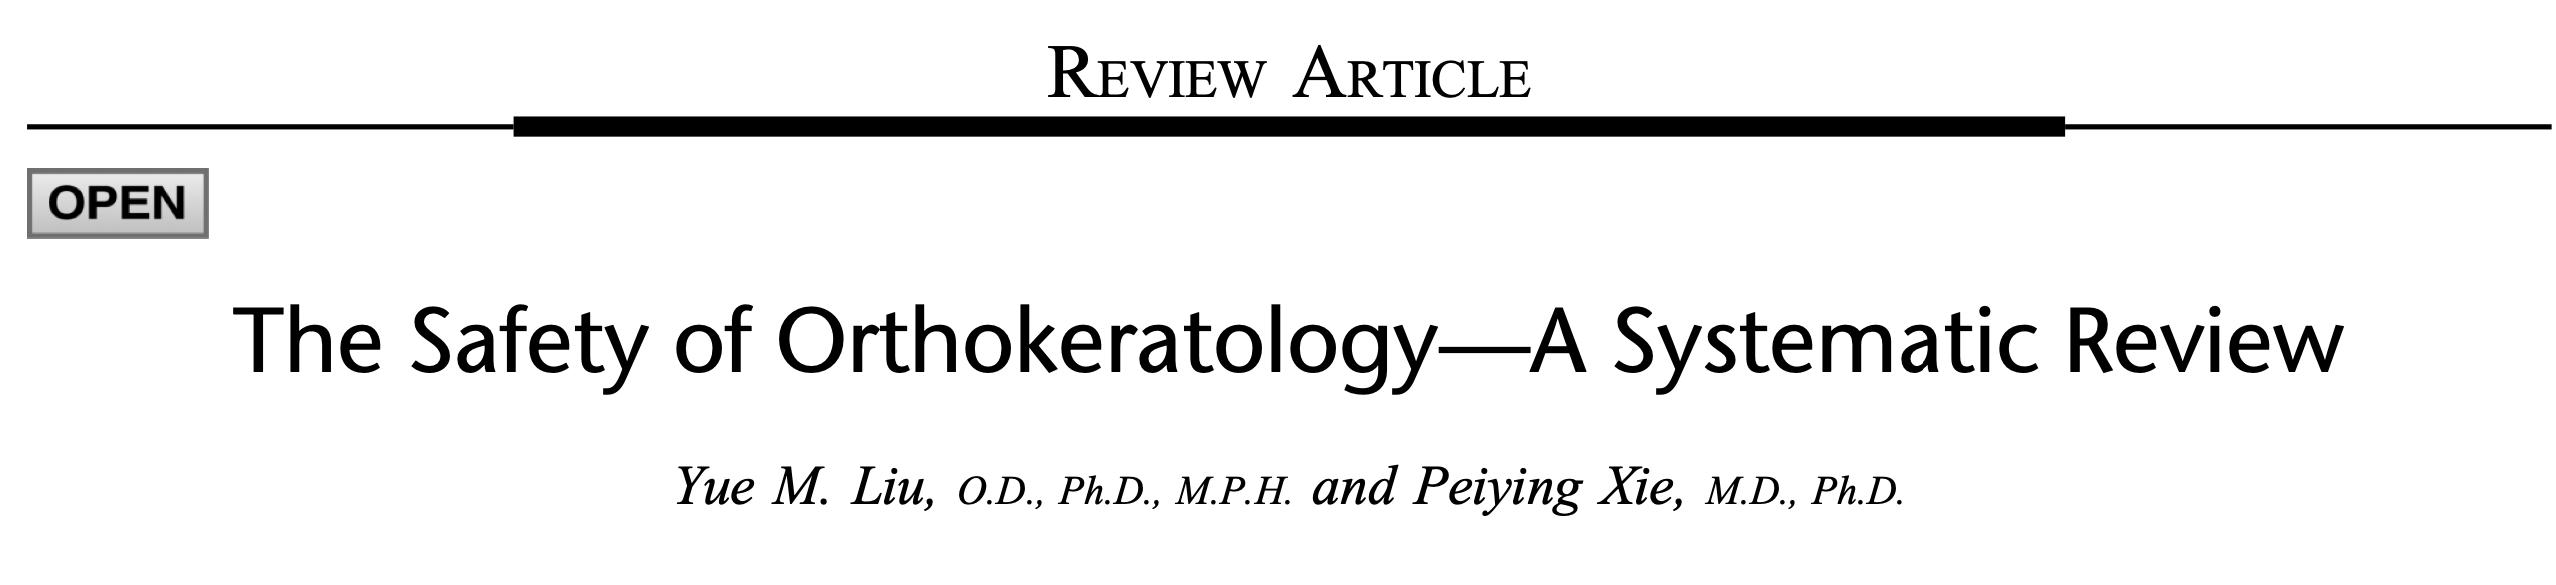 REVIEW ARTICLE
OPEN
The Safety of Orthokeratology—A Systematic Review
Yue M. Liu, O.D., Ph.D., M.P.H. and Peiying Xie, M.D., Ph.D.